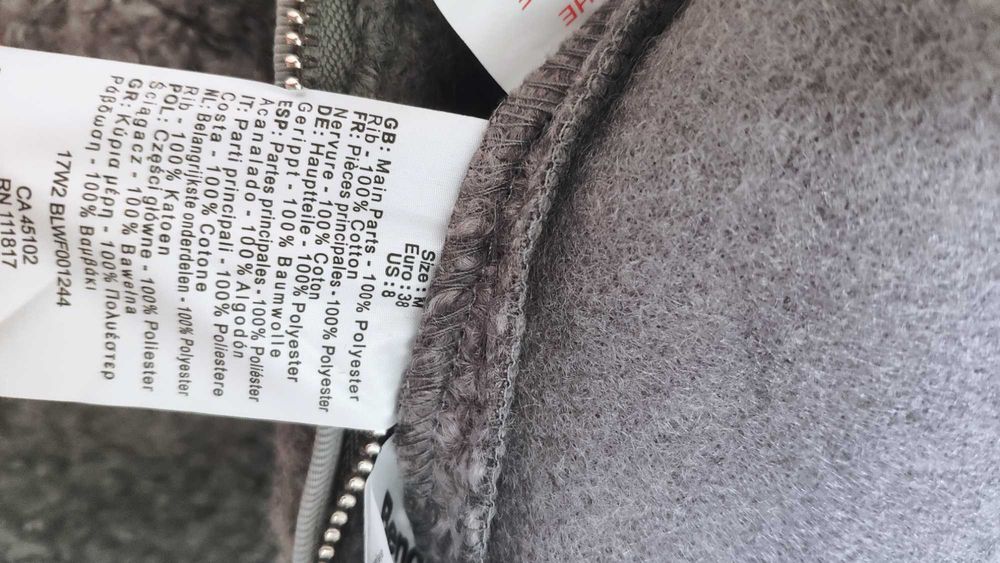 Size: M
Euro: 38
US: 8
GB: Main Parts - 100% Polyester
Rib - 100% Cotton
FR: Pièces principales - 100% Polyester
Nervure - 100% Coton
DE: Hauptteile - 100% Polyester
Gerippt - 100% Baumwolle
ESP: Partes principales - 100% Poliéster
Acanalado - 100% Algodón
IT: Parti principali - 100% Poliestere
Costa - 100% Cotone
NL: Belangrijkste onderdelen - 100% Polyester
Rib - 100% Katoen
POL: Części główne - 100% Poliester
Ściągacz - 100% Bawełna
GR: Κύρια μέρη - 100% Πολυέστερ
Ράβδωση - 100% Βαμβάκι
17W2 BLWF001244
CA 45102
RN 111817